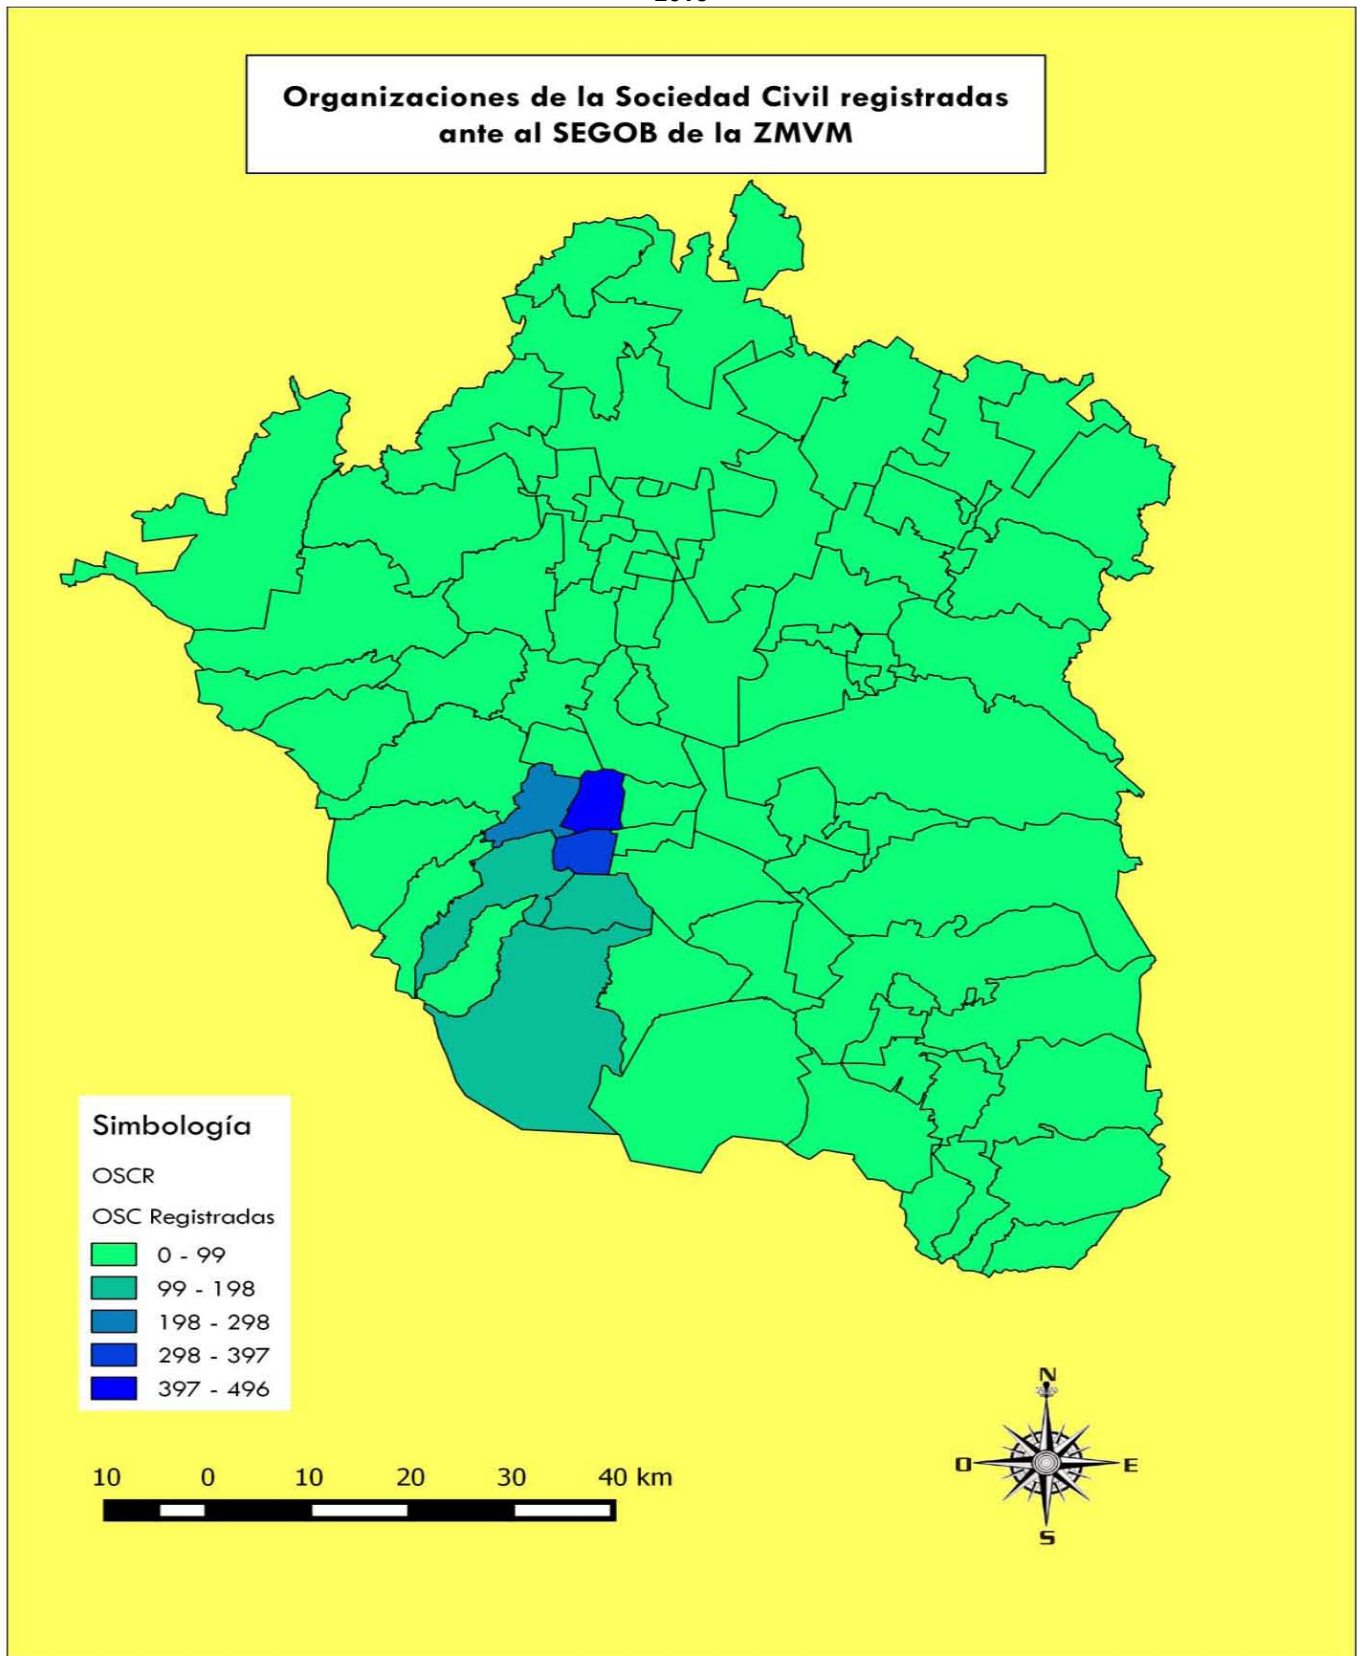 Organizaciones de la Sociedad Civil registradas
ante al SEGOB de la ZMVM
Simbología
OSCR
OSC Registradas
0 - 99
99 - 198
198 - 298
298 - 397
397 - 496
10 0 10 20 30 40 km
N
O E
S